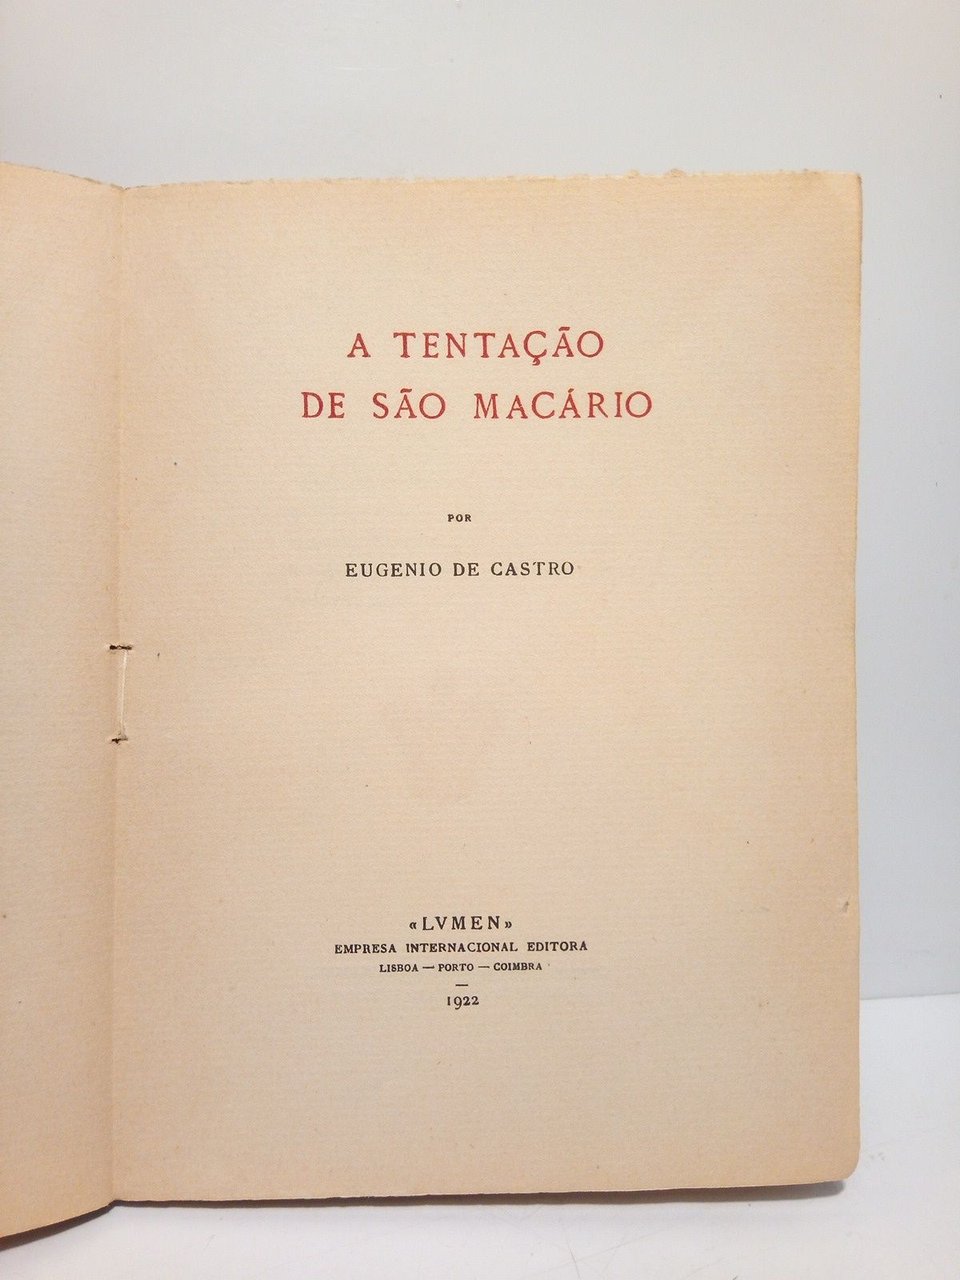 A TENTAÇÃO
DE SÃO MACÁRIO
POR
EUGENIO DE CASTRO
«LVMEN»
EMPRESA INTERNACIONAL EDITORA
LISBOA — PORTO — COIMBRA
—
1922